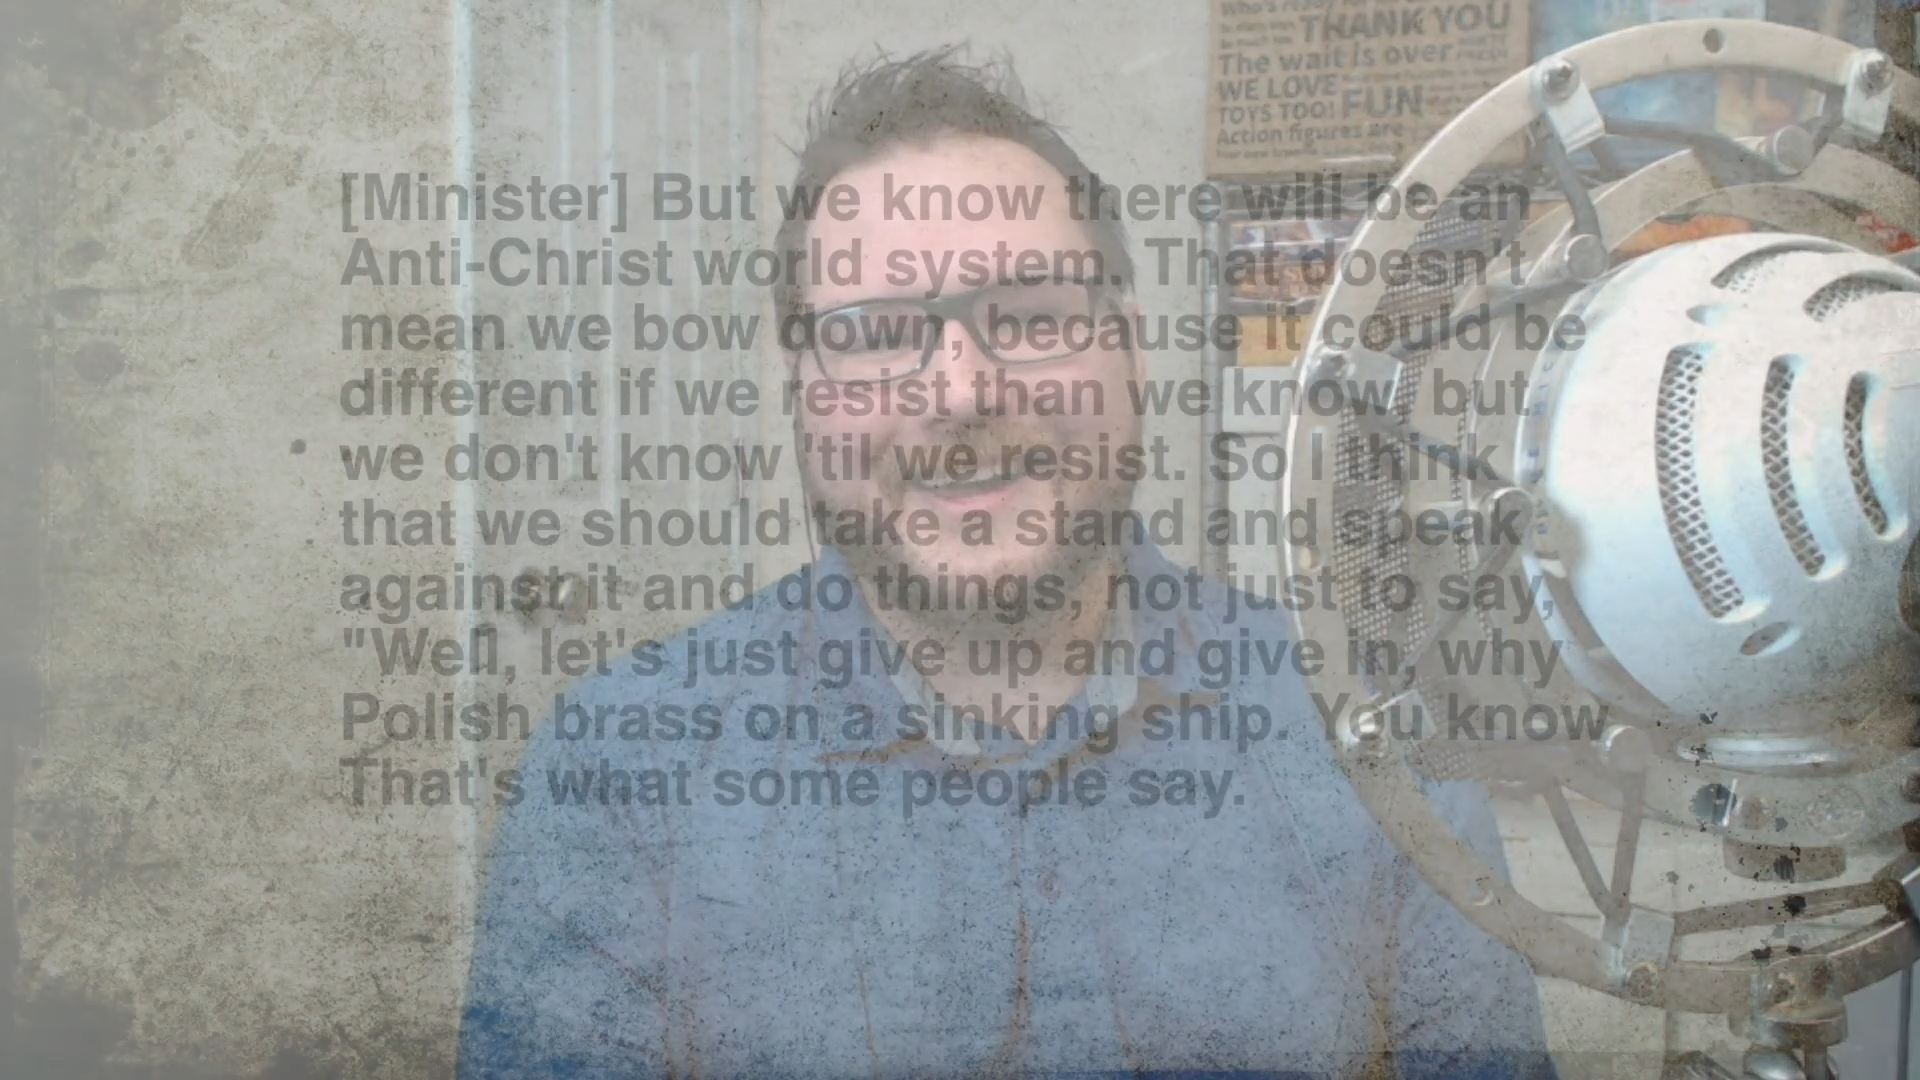 Who's ready for
THANK YOU
The wait is over
WE LOVE
TOYS TOO! FUN
Action figures are
[Minister] But we know there will be an
Anti-Christ world system. That doesn't
mean we bow down, because it could be
different if we resist than we know, but
we don't know 'til we resist. So I think
that we should take a stand and speak
against it and do things, not just to say,
"Well, let's just give up and give in, why
Polish brass on a sinking ship. You know
That's what some people say.